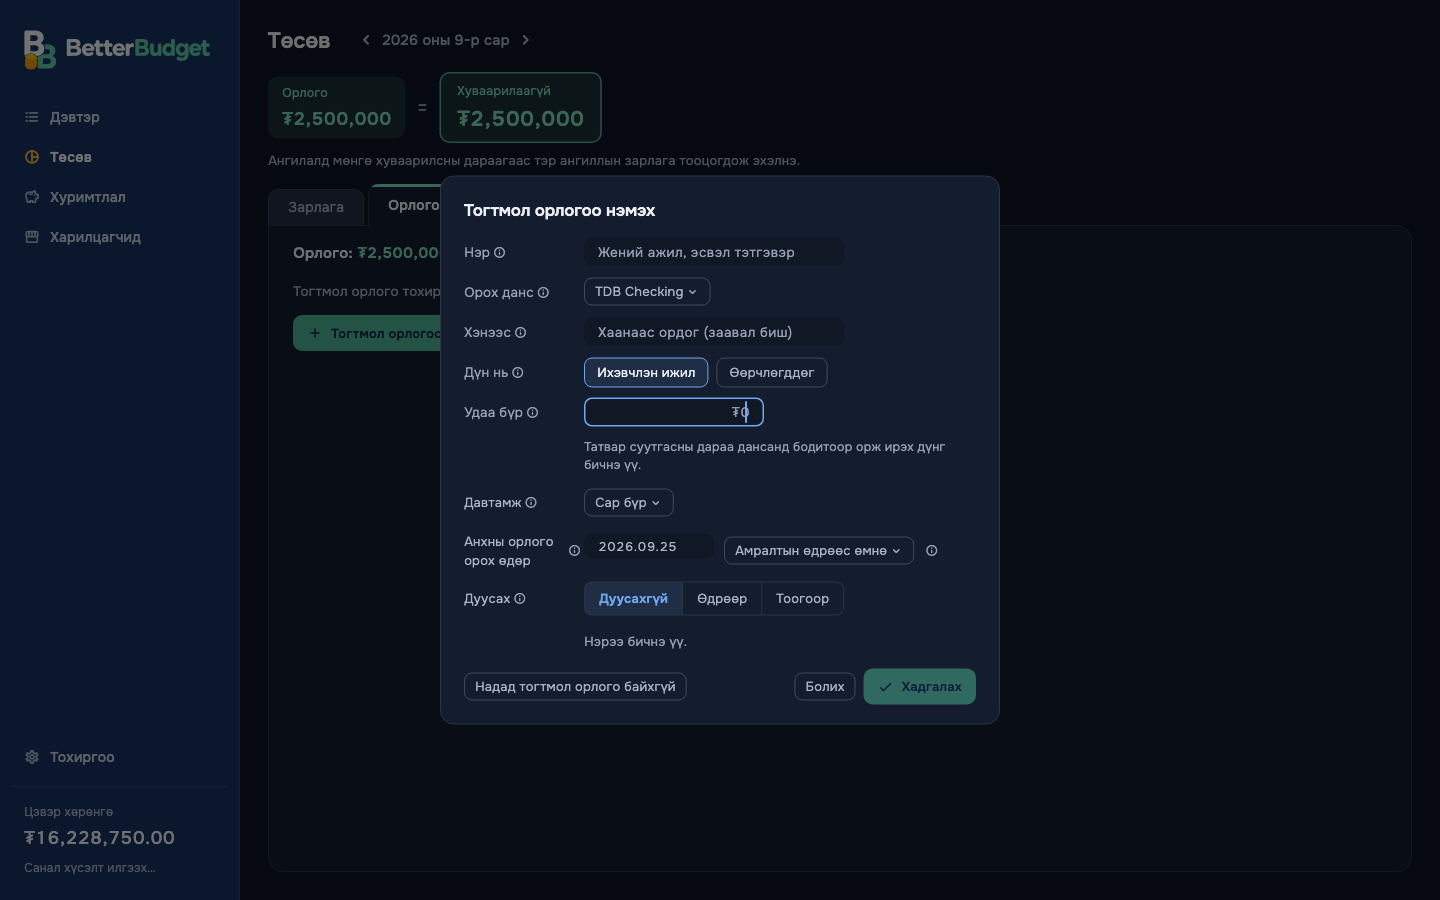 BetterBudget
Дэвтэр
Төсөв
Хуримтлал
Харилцагчид
Тохиргоо
Цэвэр хөрөнгө
₮16,228,750.00
Санал хүсэлт илгээх...
Төсөв
2026 оны 9-р сар
Орлого
₮2,500,000
=
Хуваарилаагүй
₮2,500,000
Ангилалд мөнгө хуваарилсны дараагаас тэр ангиллын зарлага тооцогдож эхэлнэ.
Зарлага
Орлого
Орлого: ₮2,500,00
Тогтмол орлого тохир
+ Тогтмол орлогос
Тогтмол орлогоо нэмэх
Нэр
Жений ажил, эсвэл тэтгэвэр
Орох данс
TDB Checking
Хэнээс
Хаанаас ордог (заавал биш)
Дүн нь
Ихэвчлэн ижил
Өөрчлөгддөг
Удаа бүр
₮0
Татвар суутгасны дараа дансанд бодитоор орж ирэх дүнг
бичнэ үү.
Давтамж
Сар бүр
Анхны орлого
орох өдөр
2026.09.25
Амралтын өдрөөс өмнө
Дуусах
Дуусахгүй
Өдрөөр
Тоогоор
Нэрээ бичнэ үү.
Надад тогтмол орлого байхгүй
Болих
Хадгалах